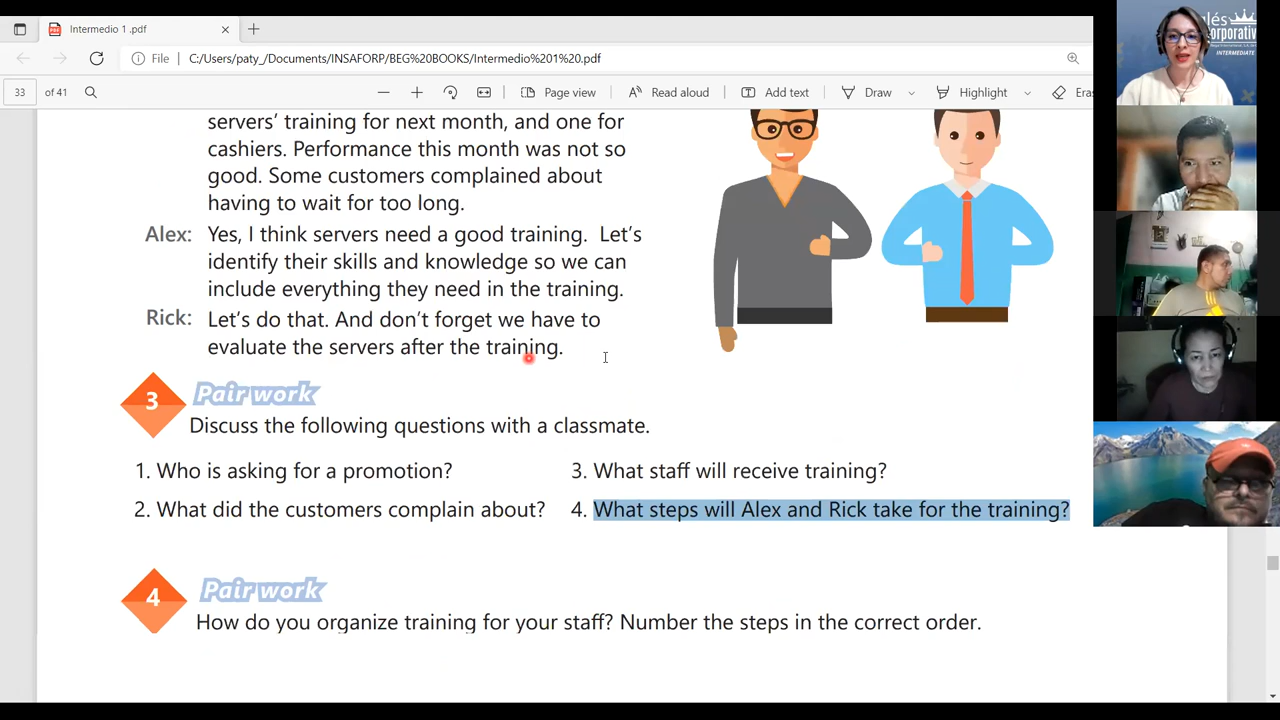 Intermedio 1 .pdf
File
C:/Users/paty_/Documents/INSAFORP/BEG%20BOOKS/Intermedio%201%20.pdf
33
of 41
Page view
Read aloud
Add text
Draw
Highlight
Eras
servers' training for next month, and one for
cashiers. Performance this month was not so
good. Some customers complained about
having to wait for too long.
Alex: Yes, I think servers need a good training. Let's
identify their skills and knowledge so we can
include everything they need in the training.
Rick: Let's do that. And don't forget we have to
evaluate the servers after the training.
3 Pair work
Discuss the following questions with a classmate.
1. Who is asking for a promotion?
2. What did the customers complain about?
3. What staff will receive training?
4. What steps will Alex and Rick take for the training?
4 Pair work
How do you organize training for your staff? Number the steps in the correct order.
glés
orporativo
INTERMEDIATE